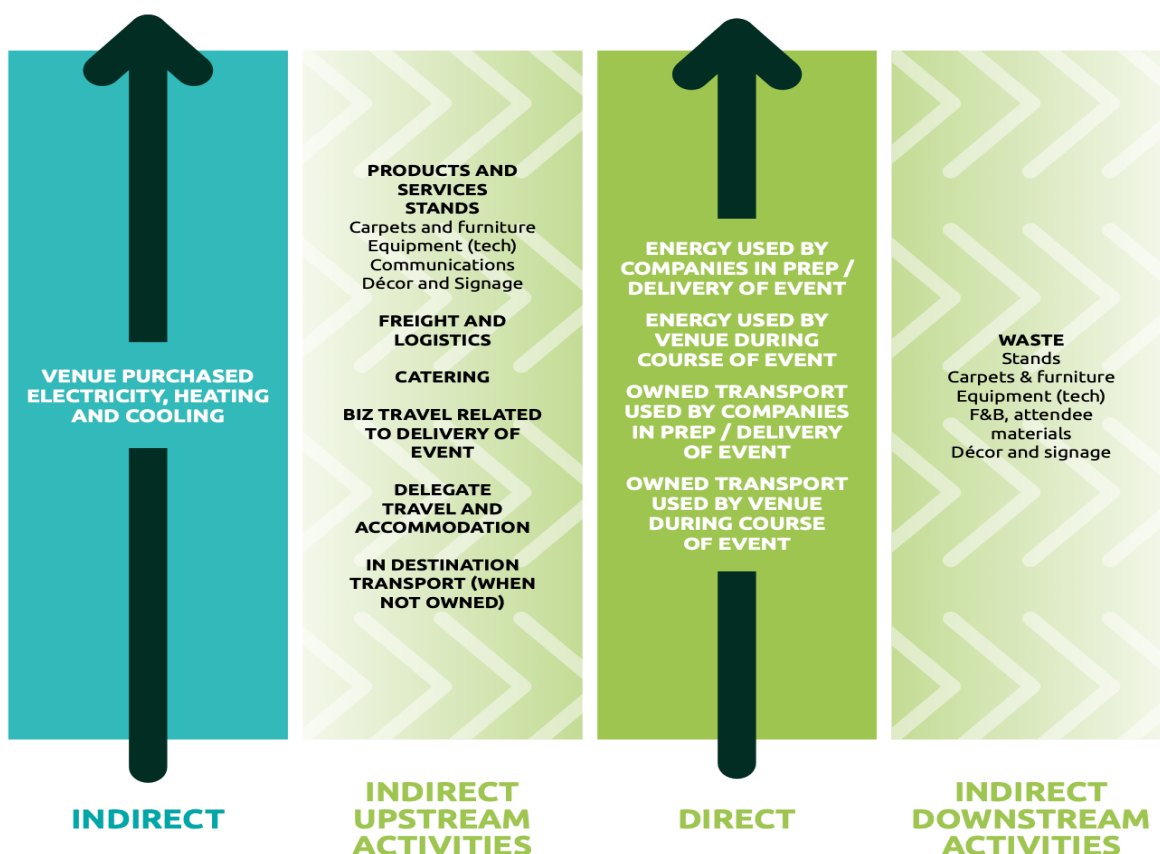 VENUE PURCHASED
ELECTRICITY, HEATING
AND COOLING
INDIRECT
PRODUCTS AND
SERVICES
STANDS
Carpets and furniture
Equipment (tech)
Communications
Décor and Signage
FREIGHT AND
LOGISTICS
CATERING
BIZ TRAVEL RELATED
TO DELIVERY OF
EVENT
DELEGATE
TRAVEL AND
ACCOMMODATION
IN DESTINATION
TRANSPORT (WHEN
NOT OWNED)
INDIRECT
UPSTREAM
ACTIVITIES
ENERGY USED BY
COMPANIES IN PREP /
DELIVERY OF EVENT
ENERGY USED BY
VENUE DURING
COURSE OF EVENT
OWNED TRANSPORT
USED BY COMPANIES
IN PREP / DELIVERY
OF EVENT
OWNED TRANSPORT
USED BY VENUE
DURING COURSE
OF EVENT
DIRECT
WASTE
Stands
Carpets & furniture
Equipment (tech)
F&B, attendee
materials
Décor and signage
INDIRECT
DOWNSTREAM
ACTIVITIES